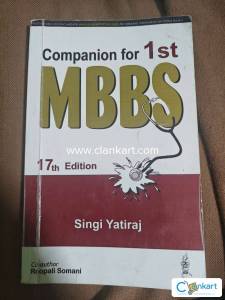 Companion for 1st
MBBS
www.clankart.com
17th Edition
Singi Yatiraj
Co-author
Roopali Somani
Clankart